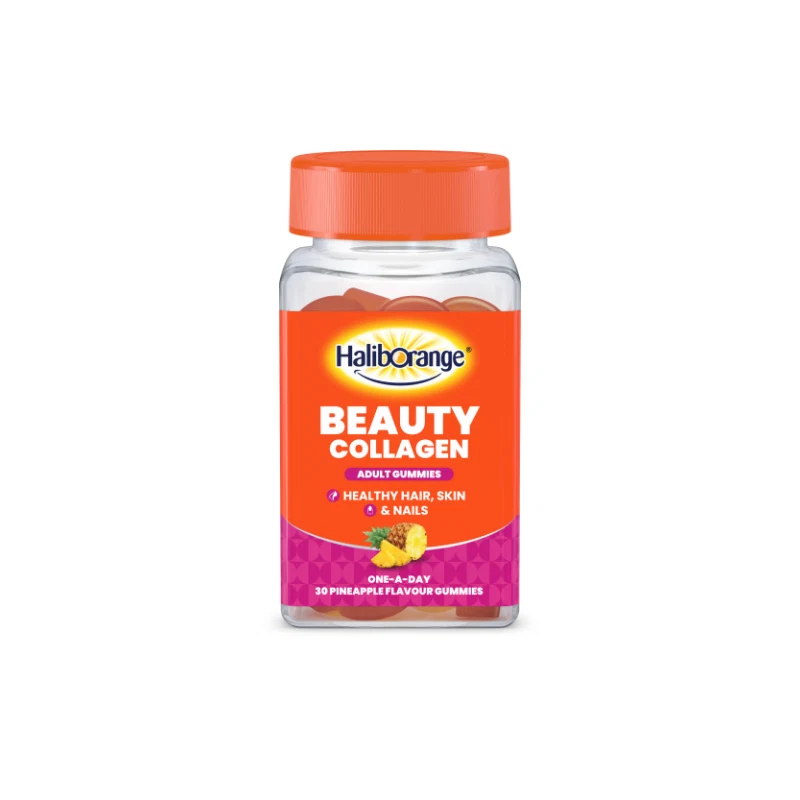 Haliborange®
BEAUTY
COLLAGEN
ADULT GUMMIES
HEALTHY HAIR, SKIN
& NAILS
ONE-A-DAY
30 PINEAPPLE FLAVOUR GUMMIES